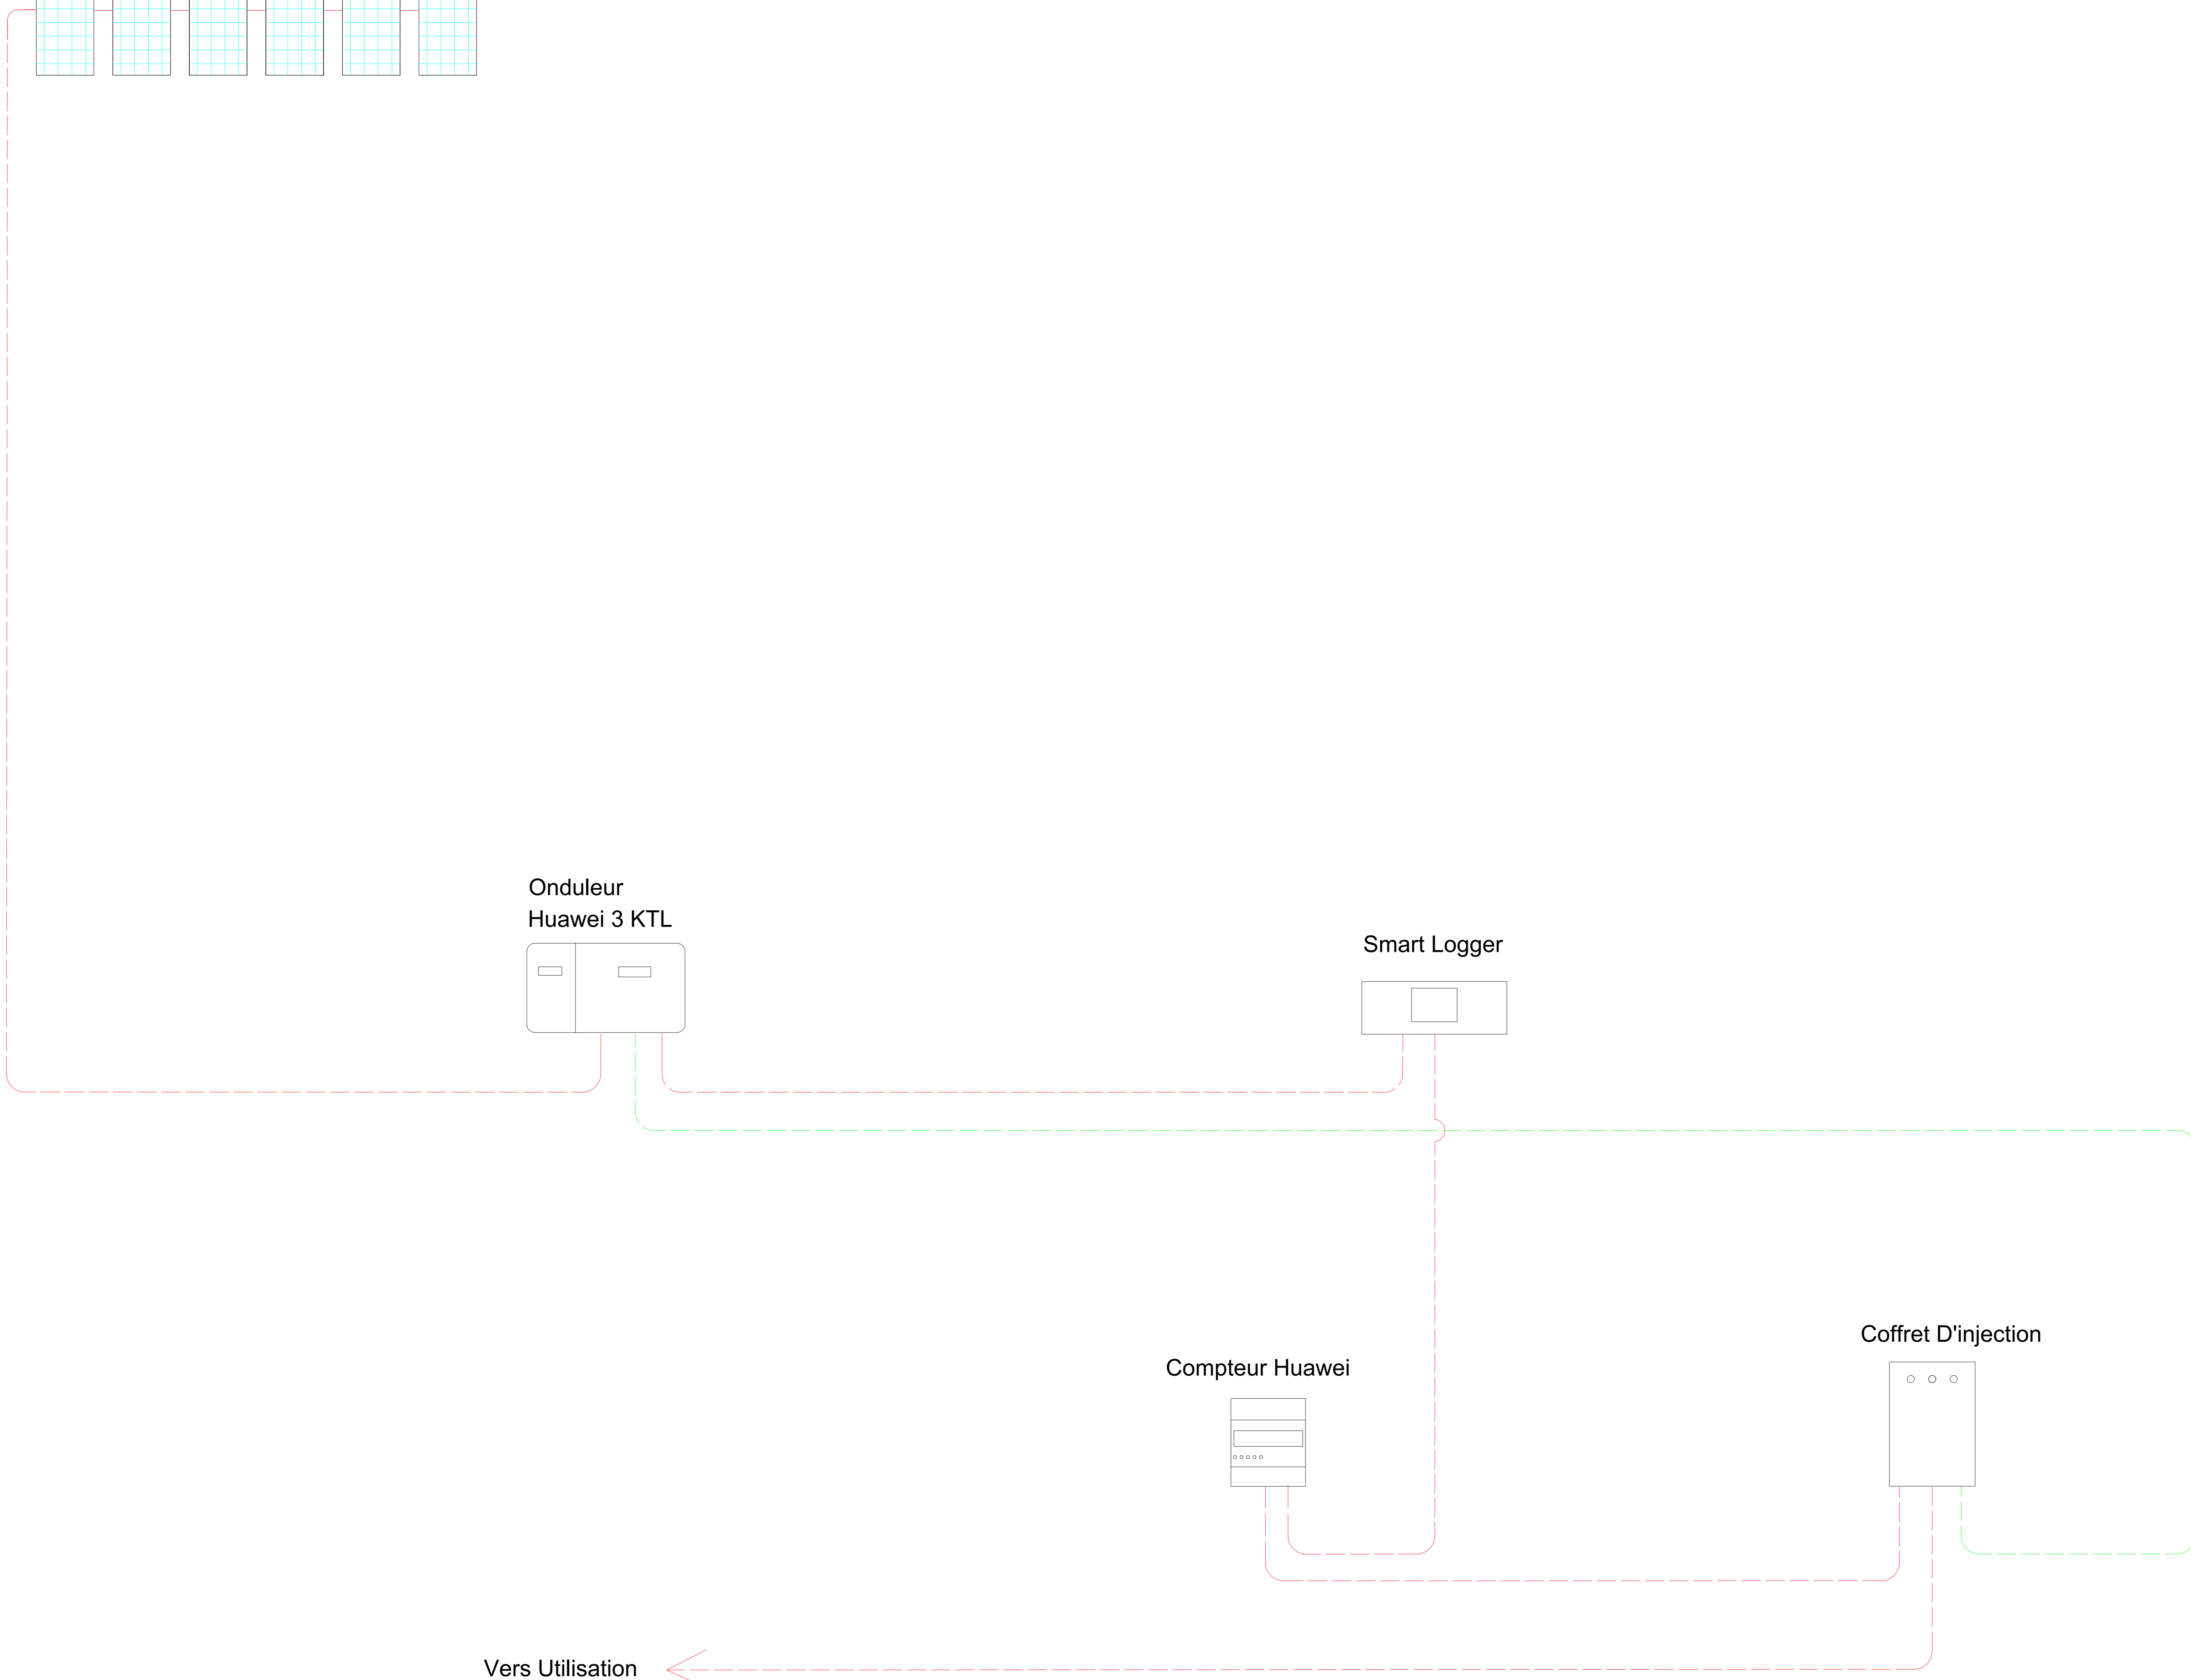 Onduleur
Huawei 3 KTL
Smart Logger
Coffret D'injection
Compteur Huawei
Vers Utilisation